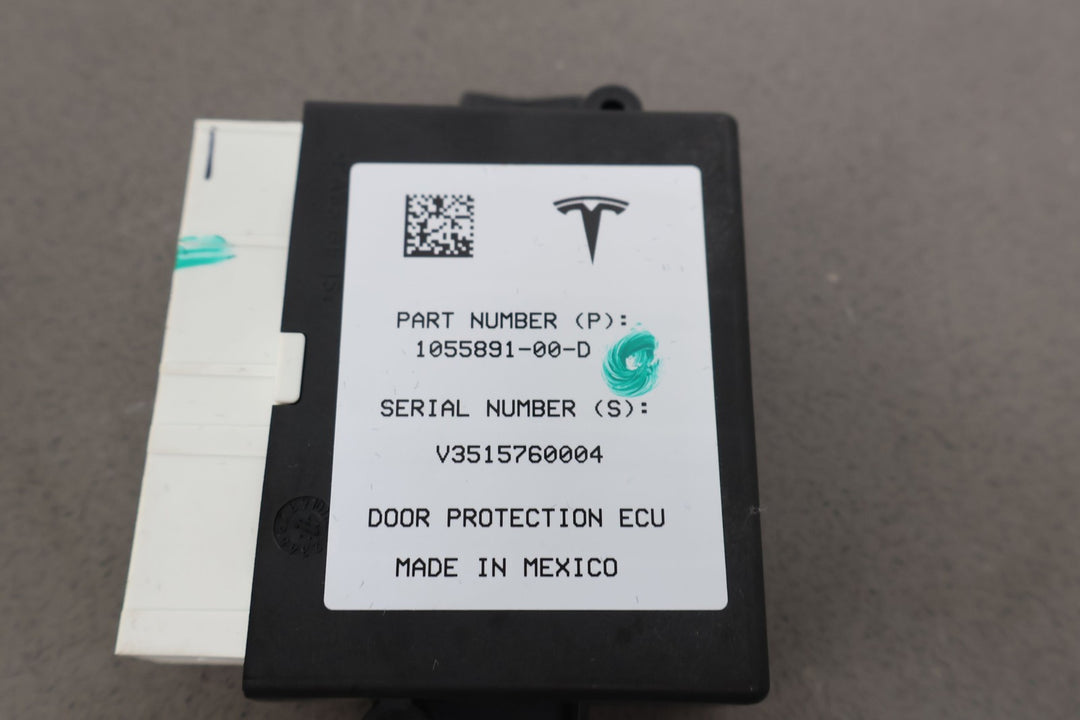 PART NUMBER (P):
1055891-00-D
SERIAL NUMBER (S):
V3515760004
DOOR PROTECTION ECU
MADE IN MEXICO